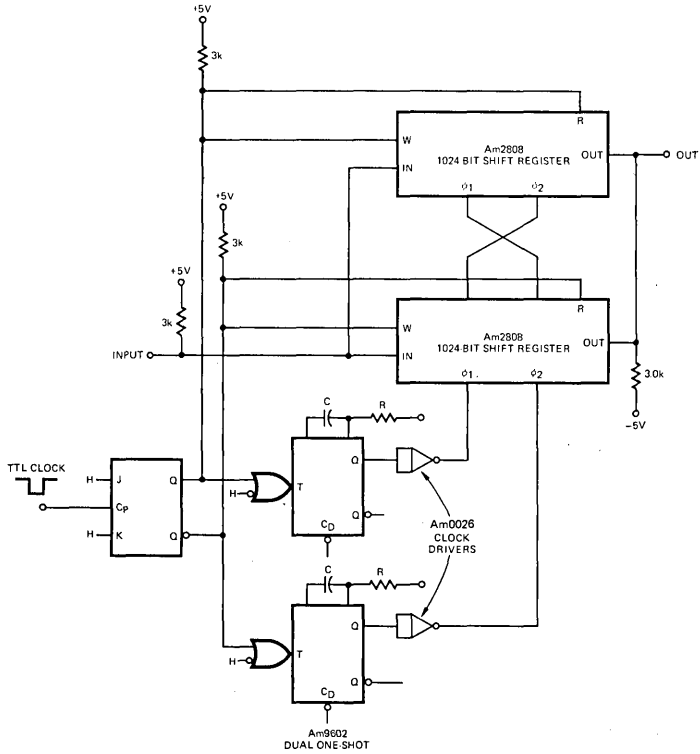 +5V
3k
R
Am2808
1024 BIT SHIFT REGISTER
W
IN
OUT
OUT
ϕ1
ϕ2
+5V
3k
+5V
3k
R
Am2808
1024-BIT SHIFT REGISTER
W
IN
OUT
INPUT
ϕ1
ϕ2
3.0k
-5V
C
R
TTL CLOCK
H
J
Q
CP
H
K
Q
H
T
Q
Q
CD
Am0026
CLOCK
DRIVERS
C
R
H
T
Q
Q
CD
Am9602
DUAL ONE-SHOT